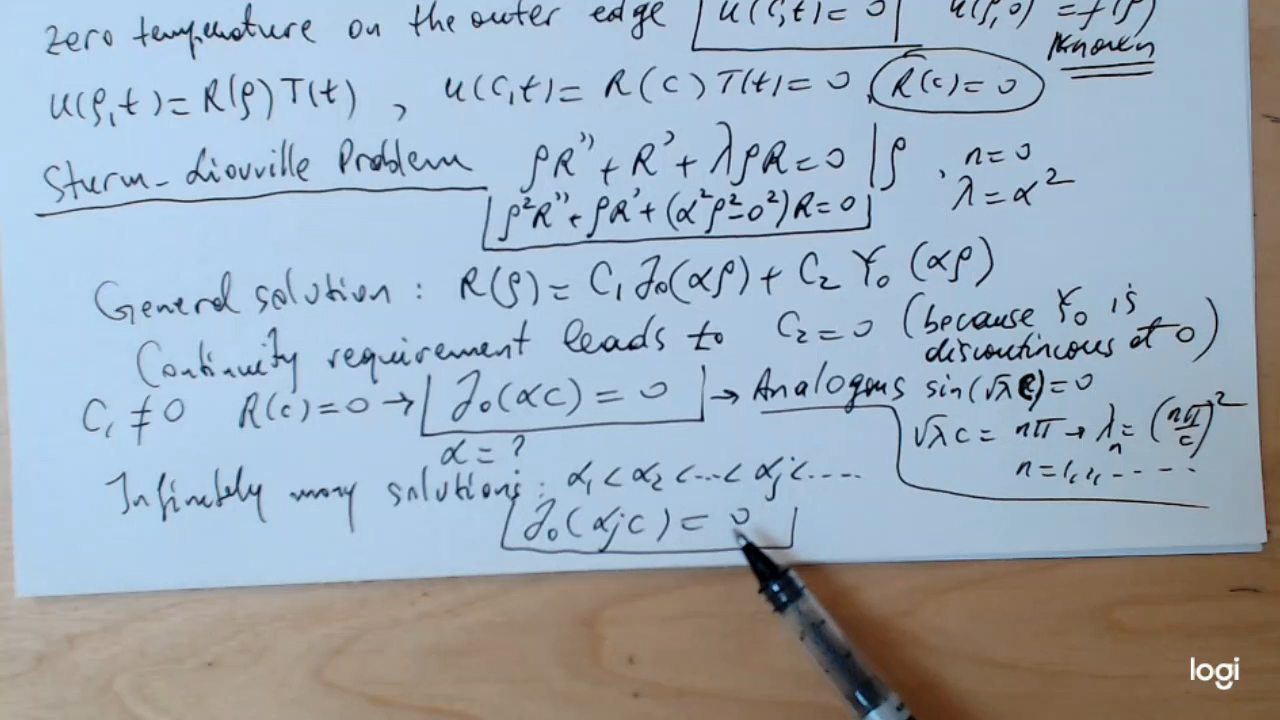 zero temperature on the outer edge u(c,t) = 0 u(ρ,0) = f(ρ)
Known
u(ρ,t) = R(ρ) T(t) , u(c,t) = R(c) T(t) = 0 , R(c) = 0
Sturm-Liouville Problem ρR'' + R' + λρR = 0 | ρ , n = 0
λ = α²
ρ²R'' + ρR' + (α²ρ² - 0²)R = 0
General solution : R(ρ) = C₁ J₀(αρ) + C₂ Y₀ (αρ)
Continuity requirement leads to C₂ = 0 (because Y₀ is
discontinuous at 0)
C₁ ≠ 0 R(c) = 0 → J₀(αc) = 0 → Analogous sin(√λ c) = 0
α = ? √λ c = nπ → λₙ = (nπ/c)²
n = 1, , , - - - -
Infinitely many solutions : α₁ < α₂ < ... < αⱼ < ....
J₀(αⱼc) = 0
logi